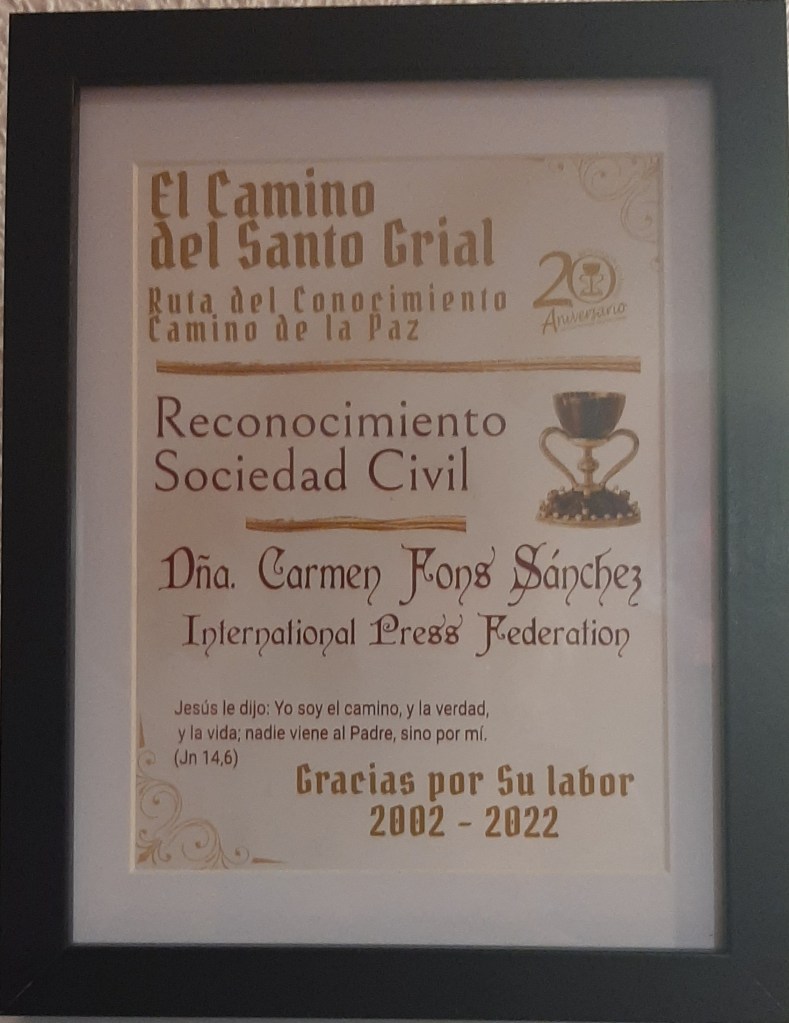 El Camino
del Santo Grial
Ruta del Conocimiento
Camino de la Paz
20
Aniversario
Reconocimiento
Sociedad Civil
Dña. Carmen Fons Sánchez
International Press Federation
Jesús le dijo: Yo soy el camino, y la verdad,
y la vida; nadie viene al Padre, sino por mí.
(Jn 14,6)
Gracias por Su labor
2002 - 2022